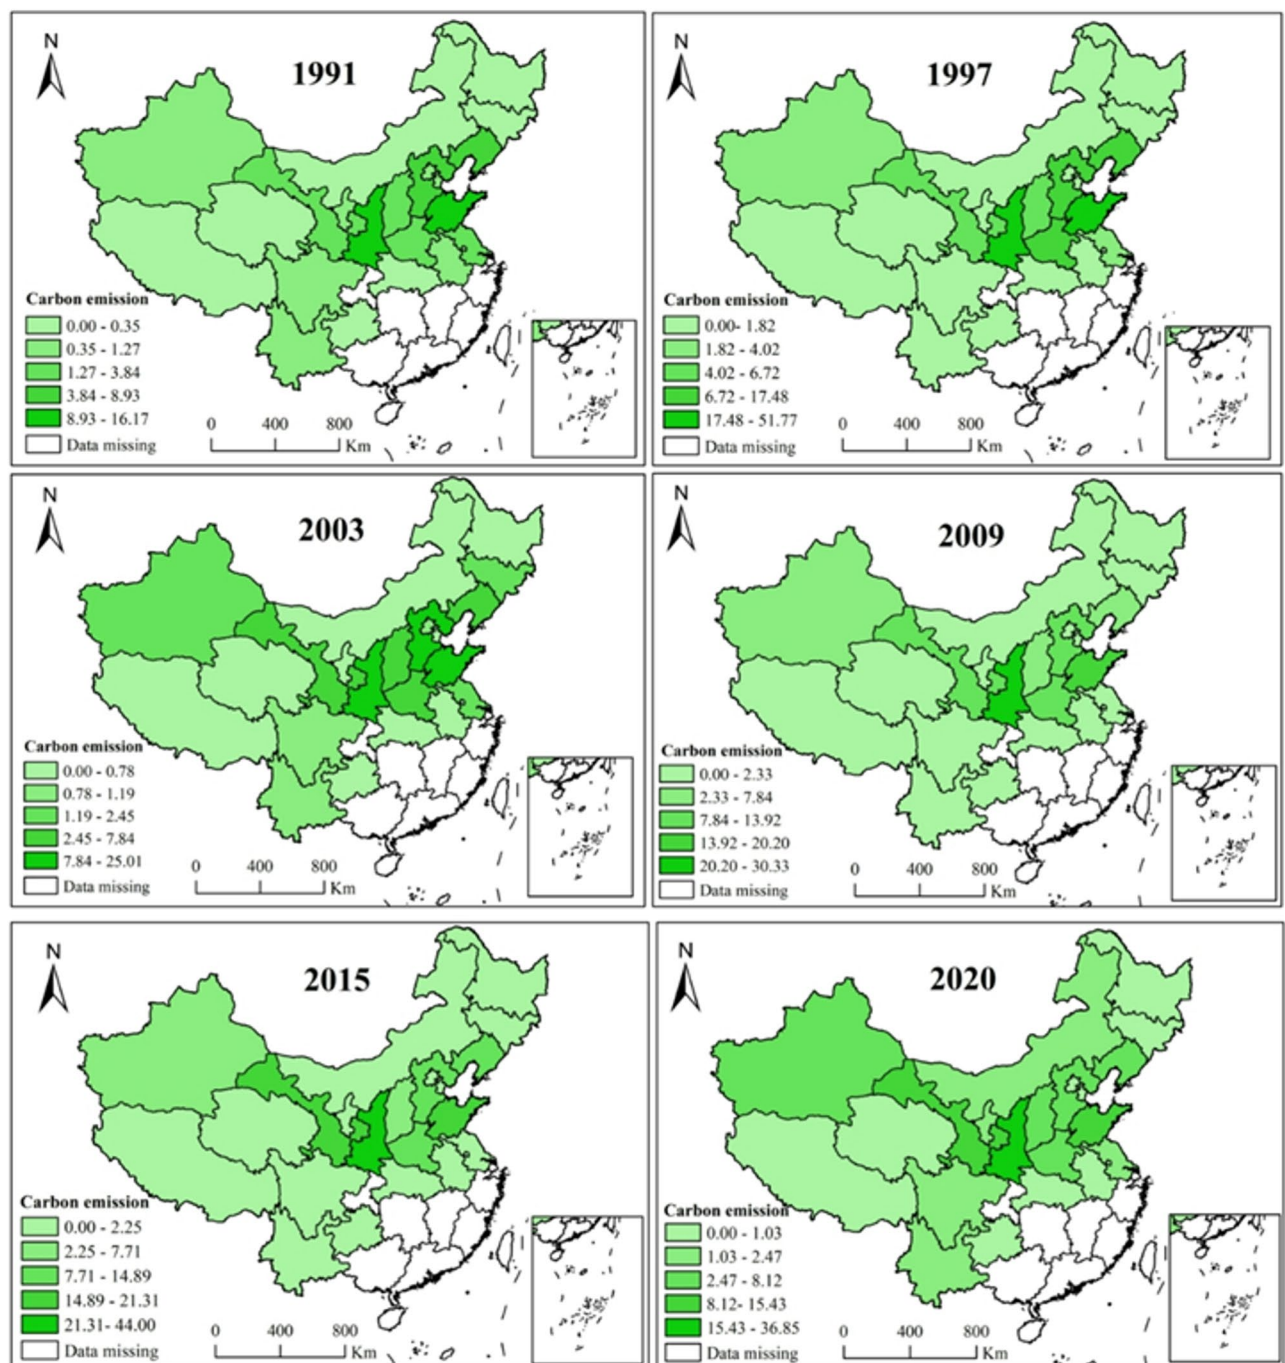 N
1991
Carbon emission
0.00 - 0.35
0.35 - 1.27
1.27 - 3.84
3.84 - 8.93
8.93 - 16.17
Data missing
0 400 800
Km
N
1997
Carbon emission
0.00- 1.82
1.82 - 4.02
4.02 - 6.72
6.72 - 17.48
17.48 - 51.77
Data missing
0 400 800
Km
N
2003
Carbon emission
0.00 - 0.78
0.78 - 1.19
1.19 - 2.45
2.45 - 7.84
7.84 - 25.01
Data missing
0 400 800
Km
N
2009
Carbon emission
0.00 - 2.33
2.33 - 7.84
7.84 - 13.92
13.92 - 20.20
20.20 - 30.33
Data missing
0 400 800
Km
N
2015
Carbon emission
0.00 - 2.25
2.25 - 7.71
7.71 - 14.89
14.89 - 21.31
21.31- 44.00
Data missing
0 400 800
Km
N
2020
Carbon emission
0.00 - 1.03
1.03 - 2.47
2.47 - 8.12
8.12- 15.43
15.43 - 36.85
Data missing
0 400 800
Km